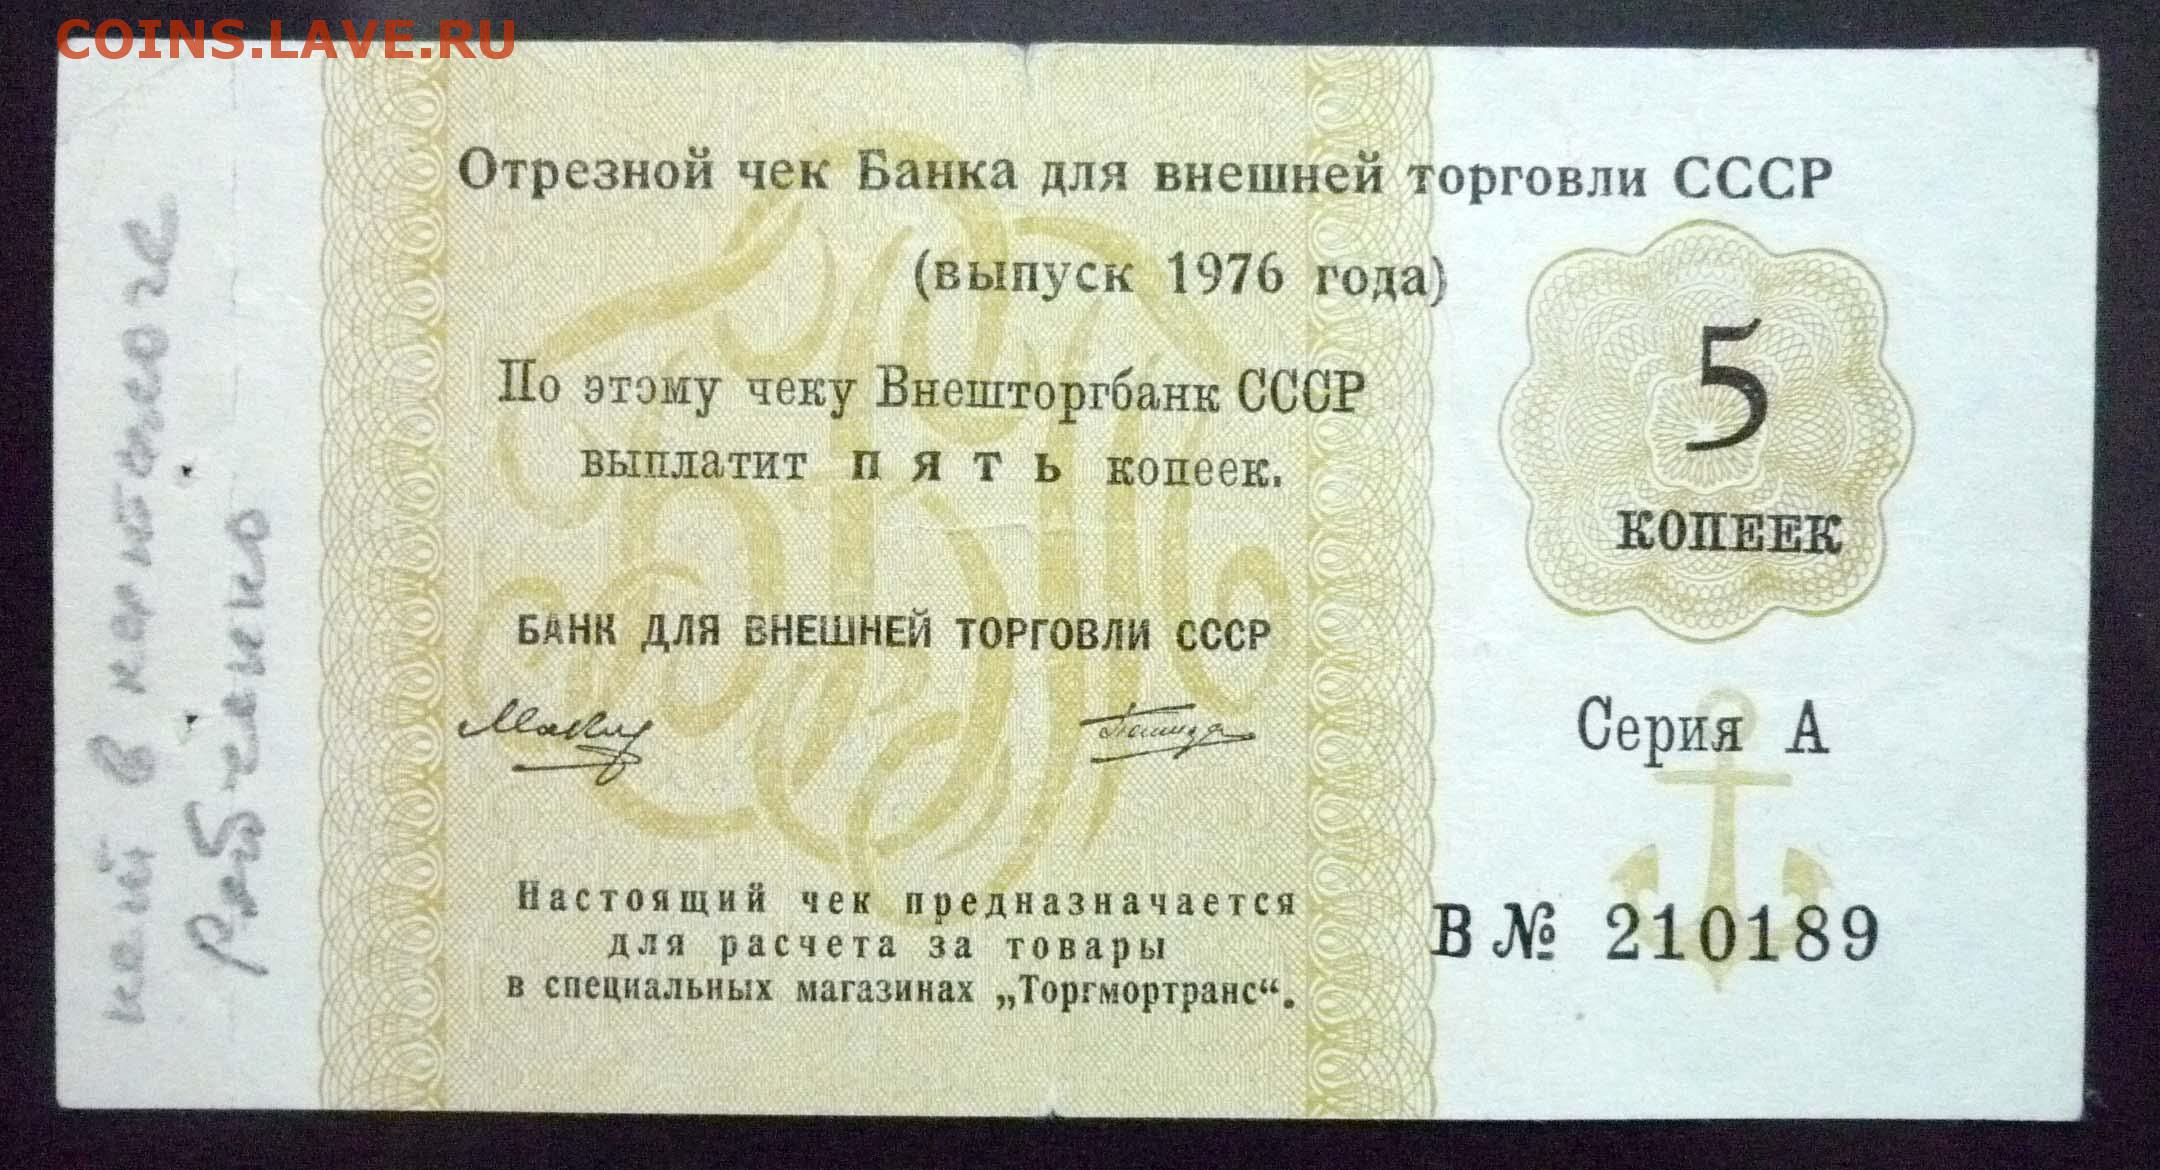 COINS.LAVE.RU
Отрезной чек Банка для внешней торговли СССР
(выпуск 1976 года)
5
КОПЕЕК
По этому чеку Внешторгбанк СССР
выплатит пять копеек.
БАНК ДЛЯ ВНЕШНЕЙ ТОРГОВЛИ СССР
Серия А
В № 210189
Настоящий чек предназначается
для расчета за товары
в специальных магазинах „Торгмортранс“.
в